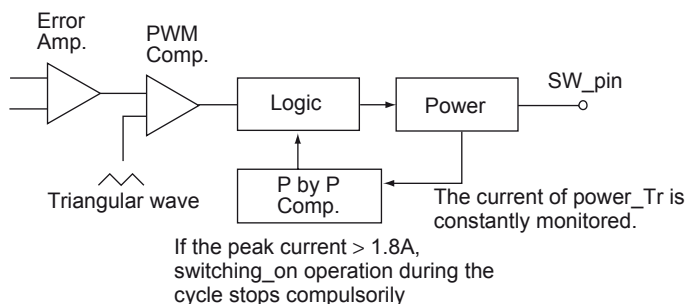 Error
Amp.
PWM
Comp.
Logic
Power
SW_pin
Triangular wave
P by P
Comp.
The current of power_Tr is
constantly monitored.
If the peak current > 1.8A,
switching_on operation during the
cycle stops compulsorily